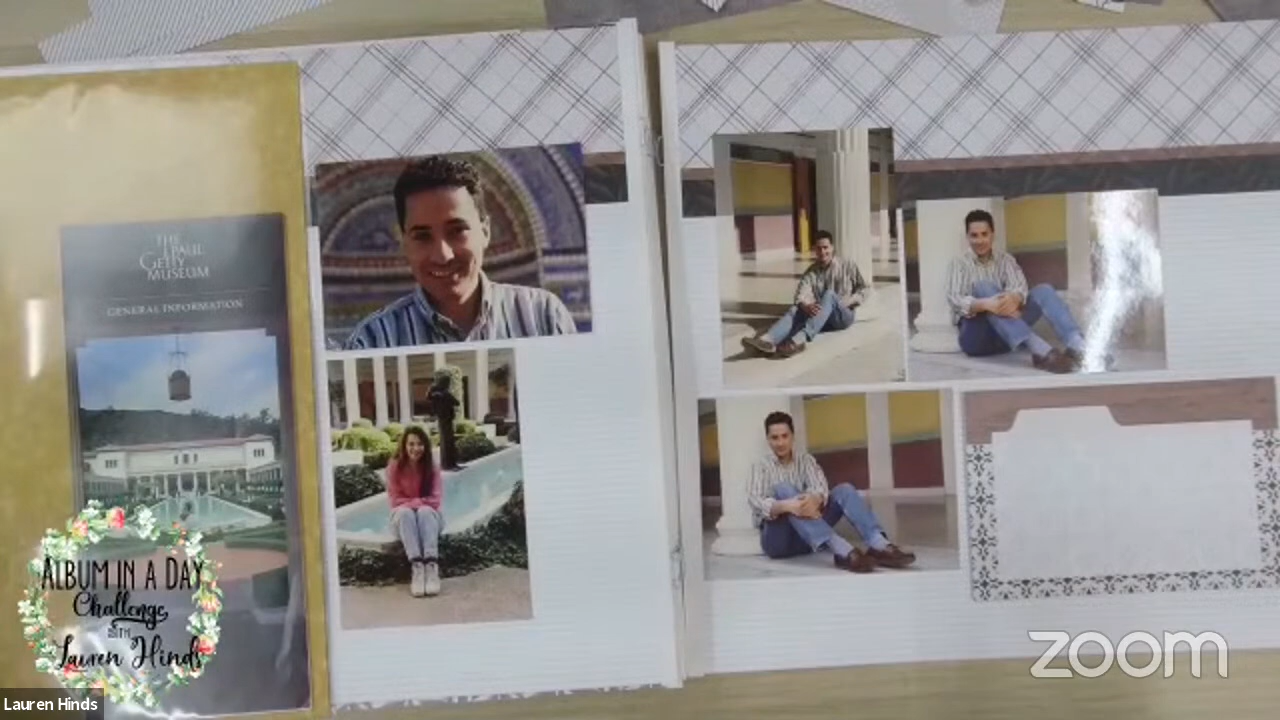 THE
J. PAUL
GETTY
MUSEUM
GENERAL INFORMATION
ALBUM IN A DAY
Challenge
WITH
Lauren Hinds
Lauren Hinds
zoom